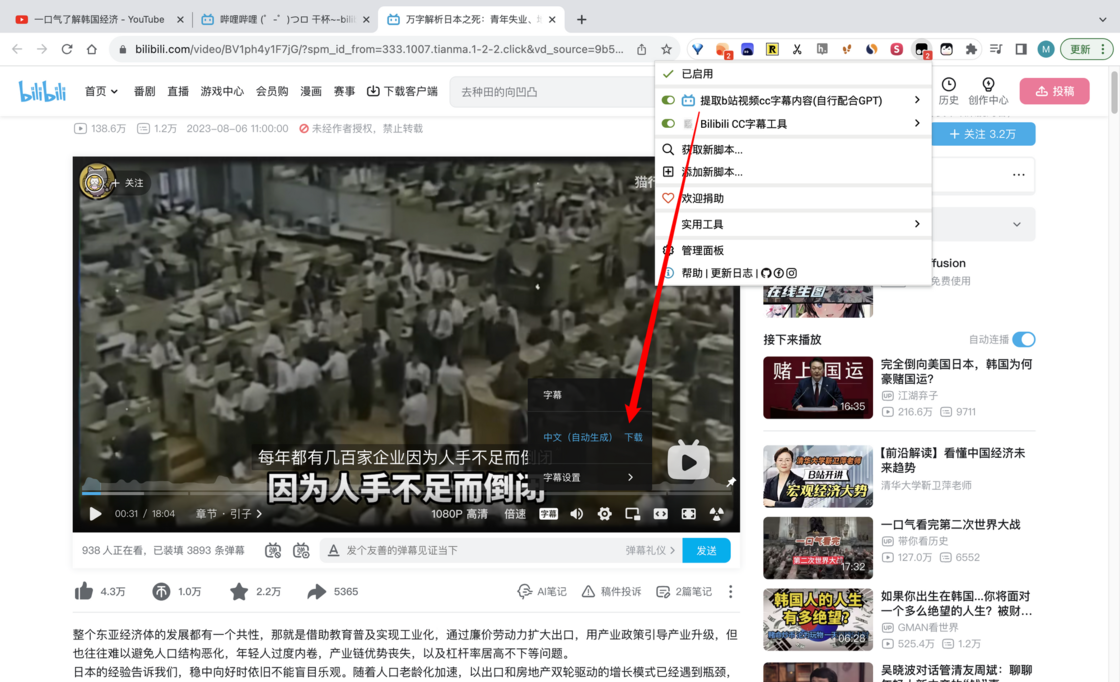 一口气了解韩国经济 - YouTube
哔哩哔哩 (゜-゜)つロ 干杯~-bili
万字解析日本之死：青年失业、
bilibili.com/video/BV1ph4y1F7jG/?spm_id_from=333.1007.tianma.1-2-2.click&vd_source=9b5...
2
2
M
更新
bilibili
首页
番剧
直播
游戏中心
会员购
漫画
赛事
下载客户端
去种田的向凹凸
历史
创作中心
投稿
已启用
提取b站视频cc字幕内容(自行配合GPT)
Bilibili CC字幕工具
获取新脚本...
添加新脚本...
欢迎捐助
实用工具
管理面板
帮助 | 更新日志 |
138.6万
1.2万
2023-08-06 11:00:00
未经作者授权，禁止转载
+ 关注 3.2万
+ 关注
fusion
免费使用
在线生图
接下来播放
自动连播
字幕
中文（自动生成）
下载
字幕设置
每年都有几百家企业因为人手不足而倒闭
因为人手不足而倒闭
00:31 / 18:04
章节 · 引子
1080P 高清
倍速
字幕
938 人正在看，已装填 3893 条弹幕
发个友善的弹幕见证当下
弹幕礼仪
发送
4.3万
1.0万
2.2万
5365
AI笔记
稿件投诉
2篇笔记
整个东亚经济体的发展都有一个共性，那就是借助教育普及实现工业化，通过廉价劳动力扩大出口，用产业政策引导产业升级，但
也往往难以避免人口结构恶化，年轻人过度内卷，产业链优势丧失，以及杠杆率居高不下等问题。
日本的经验告诉我们，稳中向好时依旧不能盲目乐观。随着人口老龄化加速，以出口和房地产双轮驱动的增长模式已经遇到瓶颈，
赌上国运
16:35
完全倒向美国日本，韩国为何
豪赌国运？
江湖弃子
216.6万
9711
清华大学靳卫萍老师
B站开讲
宏观经济大势
【前沿解读】看懂中国经济未
来趋势
清华大学靳卫萍老师
一口气看完
第二次世界大战
17:32
一口气看完第二次世界大战
带你看历史
127.0万
6552
韩国人的人生
有多绝望?
06:28
如果你出生在韩国...你将面对
一个多么绝望的人生？被财...
GMAN看世界
525.4万
1.2万
吴晓波对话管清友周斌：聊聊